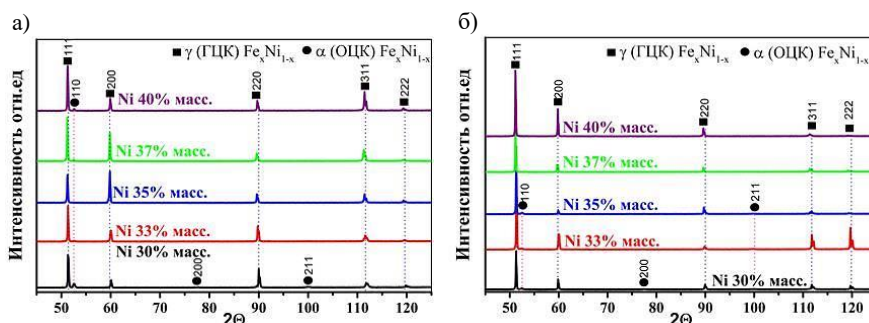 а)
Интенсивность отн.ед
■ γ (ГЦК) FeₓNi₁₋ₓ ● α (ОЦК) FeₓNi₁₋ₓ
111
110
200
220
311
222
Ni 40% масс.
Ni 37% масс.
Ni 35% масс.
Ni 33% масс.
Ni 30% масс.
200
211
50 60 70 80 90 100 110 120
2Θ
б)
Интенсивность отн.ед
■ γ (ГЦК) FeₓNi₁₋ₓ ● α (ОЦК) FeₓNi₁₋ₓ
111
200
220
311
222
Ni 40% масс.
Ni 37% масс.
110
Ni 35% масс.
211
Ni 33% масс.
200
Ni 30% масс.
50 60 70 80 90 100 110 120
2Θ